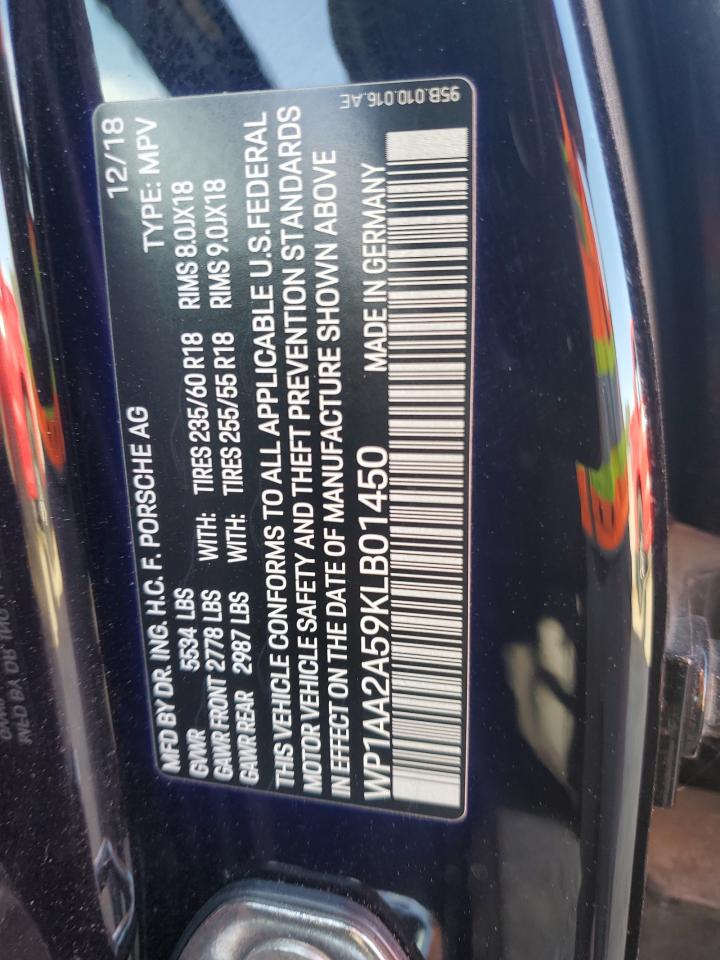 MFD BY DR. ING. H.C. F. PORSCHE AG 12/18
GVWR 5534 LBS TYPE: MPV
GAWR FRONT 2778 LBS WITH: TIRES 235/60 R18 RIMS 8.0JX18
GAWR REAR 2987 LBS WITH: TIRES 255/55 R18 RIMS 9.0JX18
THIS VEHICLE CONFORMS TO ALL APPLICABLE U.S.FEDERAL
MOTOR VEHICLE SAFETY AND THEFT PREVENTION STANDARDS
IN EFFECT ON THE DATE OF MANUFACTURE SHOWN ABOVE
WP1AA2A59KLB01450 MADE IN GERMANY
95B.010.016.AE